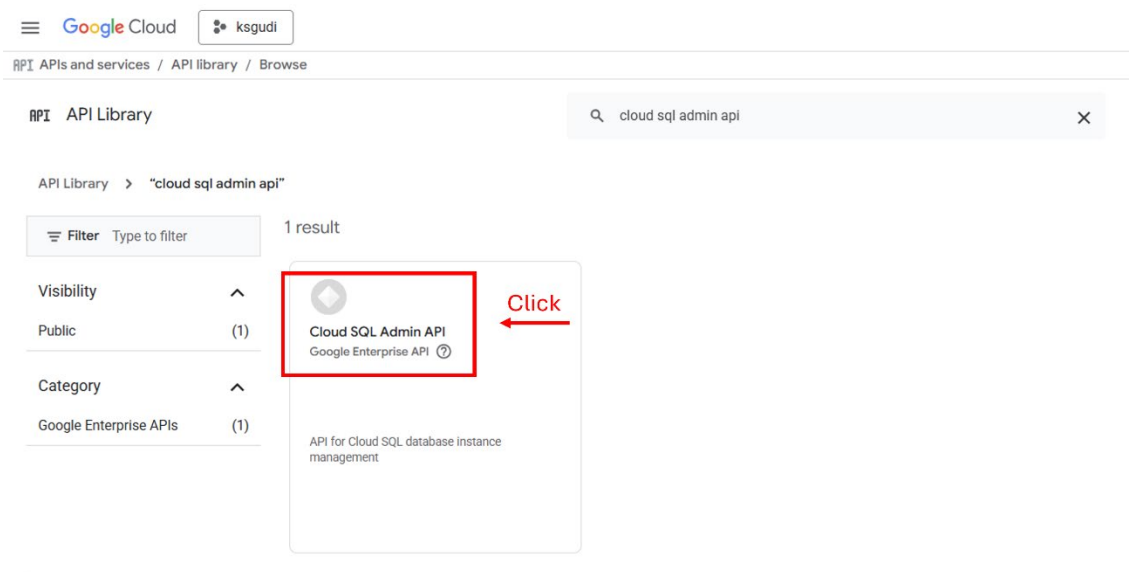 Google Cloud ksgudi
API APIs and services / API library / Browse
API API Library
cloud sql admin api
API Library > "cloud sql admin api"
Filter Type to filter
1 result
Visibility
Public (1)
Category
Google Enterprise APIs (1)
Cloud SQL Admin API
Google Enterprise API
Click
API for Cloud SQL database instance
management